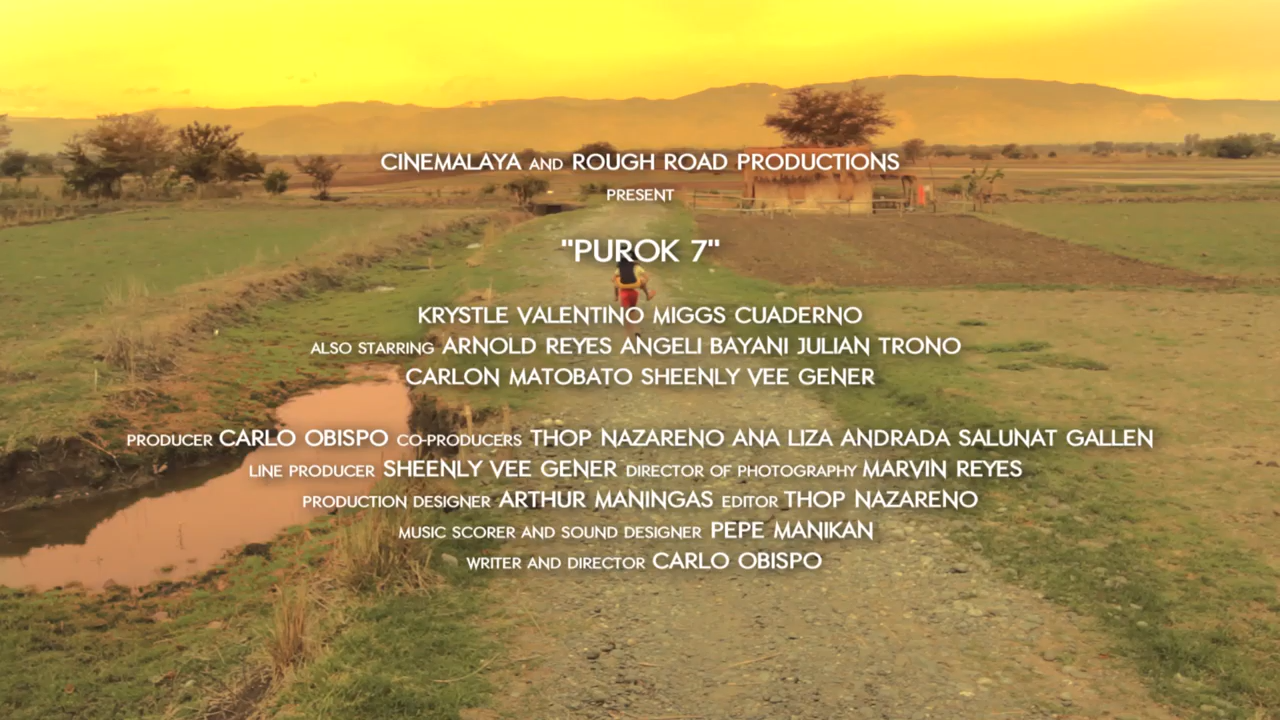 CINEMALAYA AND ROUGH ROAD PRODUCTIONS
PRESENT
"PUROK 7"
KRYSTLE VALENTINO MIGGS CUADERNO
ALSO STARRING ARNOLD REYES ANGELI BAYANI JULIAN TRONO
CARLON MATOBATO SHEENLY VEE GENER
PRODUCER CARLO OBISPO CO-PRODUCERS THOP NAZARENO ANA LIZA ANDRADA SALUNAT GALLEN
LINE PRODUCER SHEENLY VEE GENER DIRECTOR OF PHOTOGRAPHY MARVIN REYES
PRODUCTION DESIGNER ARTHUR MANINGAS EDITOR THOP NAZARENO
MUSIC SCORER AND SOUND DESIGNER PEPE MANIKAN
WRITER AND DIRECTOR CARLO OBISPO